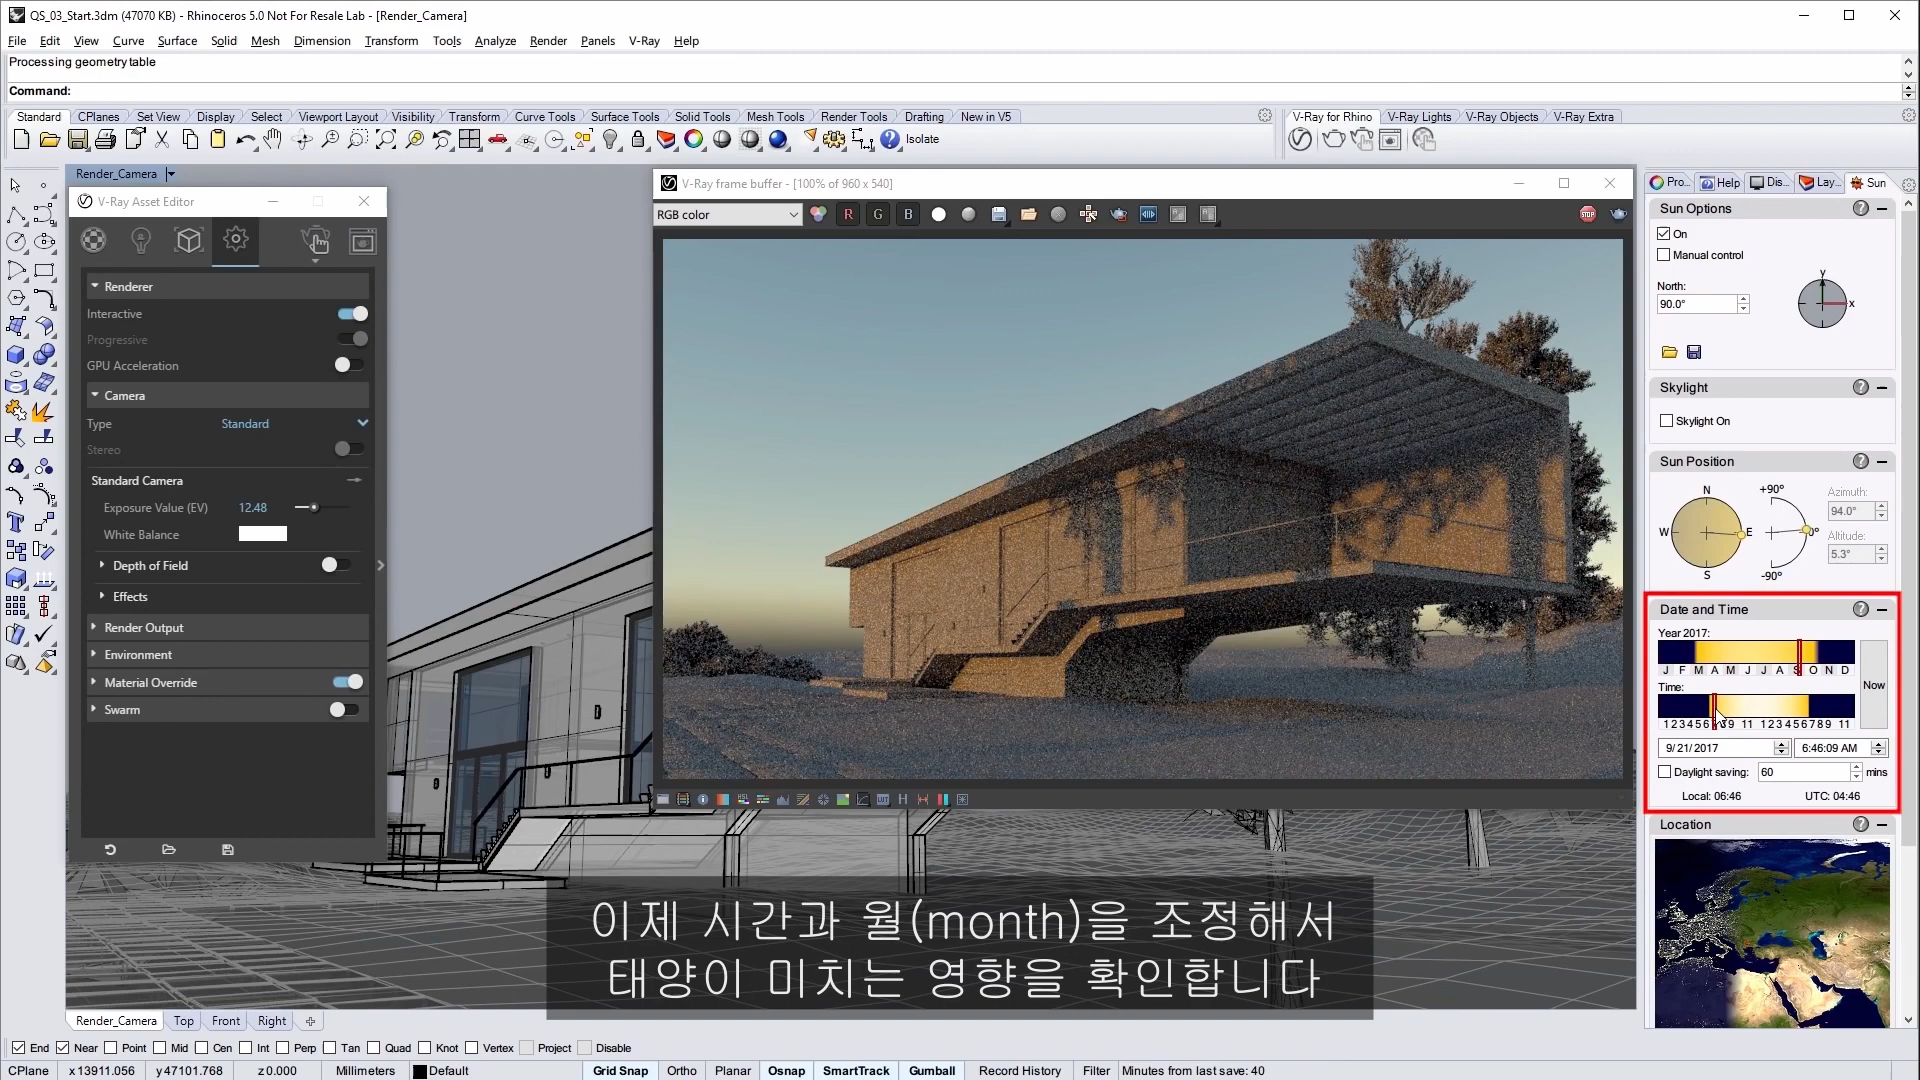 QS_03_Start.3dm (47070 KB) - Rhinoceros 5.0 Not For Resale Lab - [Render_Camera]
File Edit View Curve Surface Solid Mesh Dimension Transform Tools Analyze Render Panels V-Ray Help
Processing geometry table
Command:
Standard CPlanes Set View Display Select Viewport Layout Visibility Transform Curve Tools Surface Tools Solid Tools Mesh Tools Render Tools Drafting New in V5
V-Ray for Rhino V-Ray Lights V-Ray Objects V-Ray Extra
Isolate
Render_Camera
V-Ray Asset Editor
Renderer
Interactive
Progressive
GPU Acceleration
Camera
Type Standard
Stereo
Standard Camera
Exposure Value (EV) 12.48
White Balance
Depth of Field
Effects
Render Output
Environment
Material Override
Swarm
V-Ray frame buffer - [100% of 960 x 540]
RGB color
R G B
STOP
Pro... Help Dis... Lay... Sun
Sun Options
On
Manual control
North:
90.0°
y
x
Skylight
Skylight On
Sun Position
N
W E
S
+90°
0°
-90°
Azimuth:
94.0°
Altitude:
5.3°
Date and Time
Year 2017:
J F M A M J J A S O N D
Time:
Now
9/21/2017 6:46:09 AM
Daylight saving: 60 mins
Local: 06:46 UTC: 04:46
Location
이제 시간과 월(month)을 조정해서
태양이 미치는 영향을 확인합니다
Render_Camera Top Front Right
End Near Point Mid Cen Int Perp Tan Quad Knot Vertex Project Disable
CPlane x 13911.056 y 47101.768 z 0.000 Millimeters Default Grid Snap Ortho Planar Osnap SmartTrack Gumball Record History Filter Minutes from last save: 40